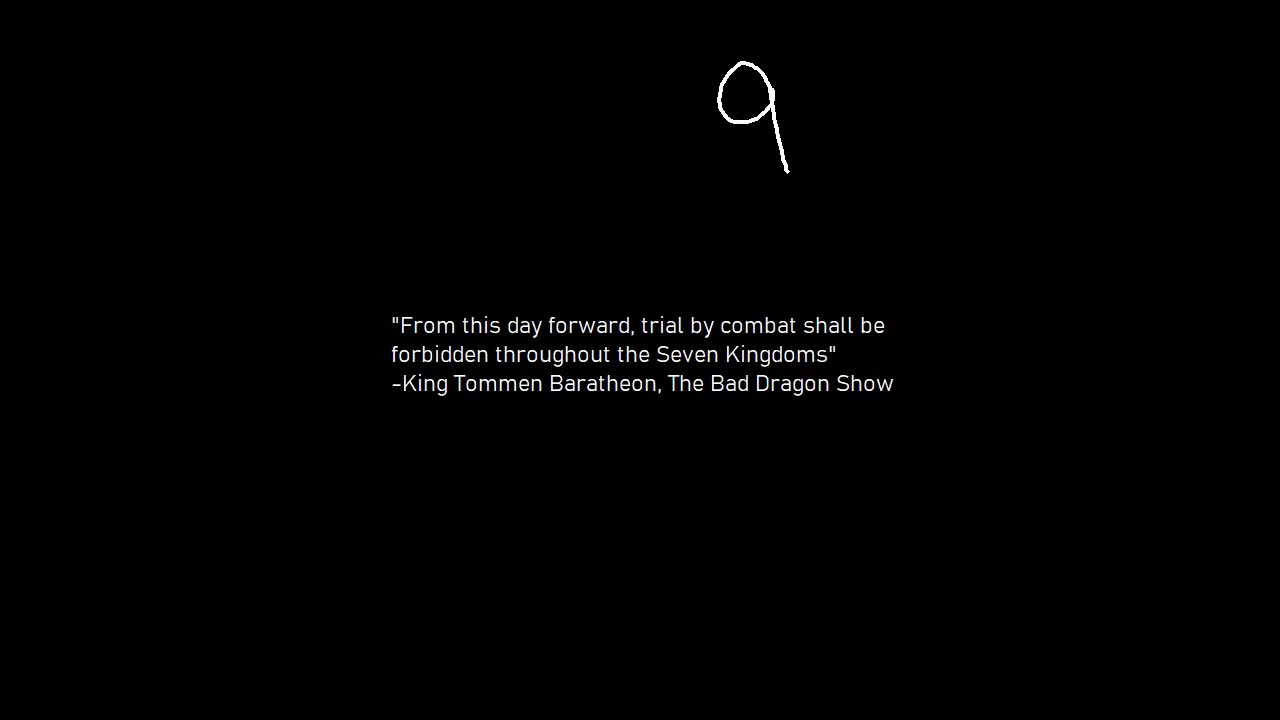 9
"From this day forward, trial by combat shall be
forbidden throughout the Seven Kingdoms"
-King Tommen Baratheon, The Bad Dragon Show